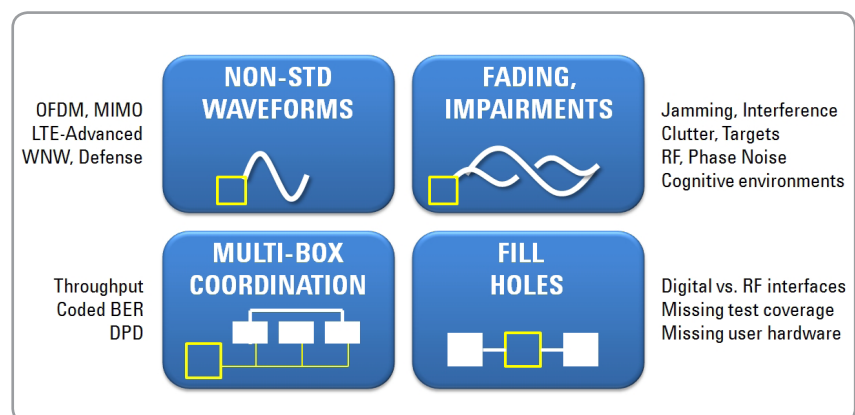 NON-STD
WAVEFORMS
OFDM, MIMO
LTE-Advanced
WNW, Defense
FADING,
IMPAIRMENTS
Jamming, Interference
Clutter, Targets
RF, Phase Noise
Cognitive environments
MULTI-BOX
COORDINATION
Throughput
Coded BER
DPD
FILL
HOLES
Digital vs. RF interfaces
Missing test coverage
Missing user hardware